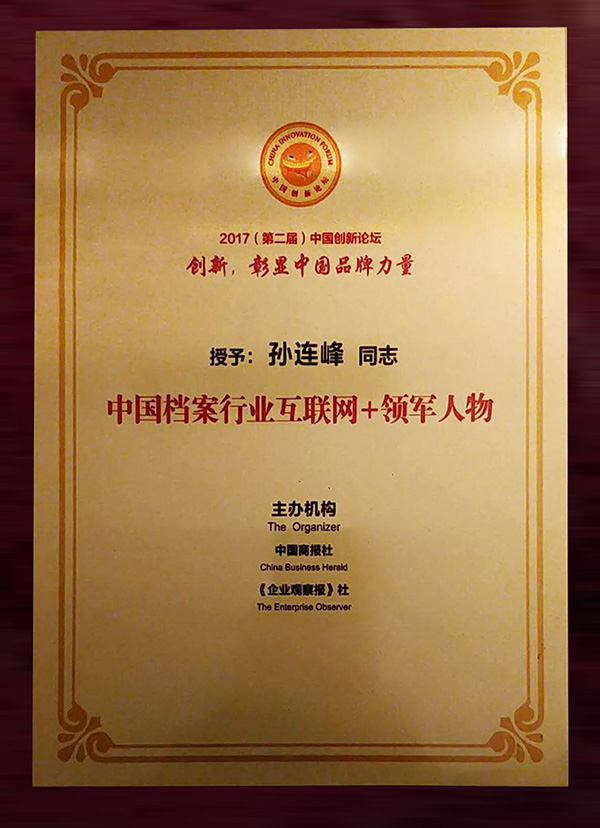 CHINA INNOVATION FORUM
中国创新论坛
2017（第二届）中国创新论坛
创新，彰显中国品牌力量
授予：孙连峰 同志
中国档案行业互联网+领军人物
主办机构
The Organizer
中国商报社
China Business Herald
《企业观察报》社
The Enterprise Observer